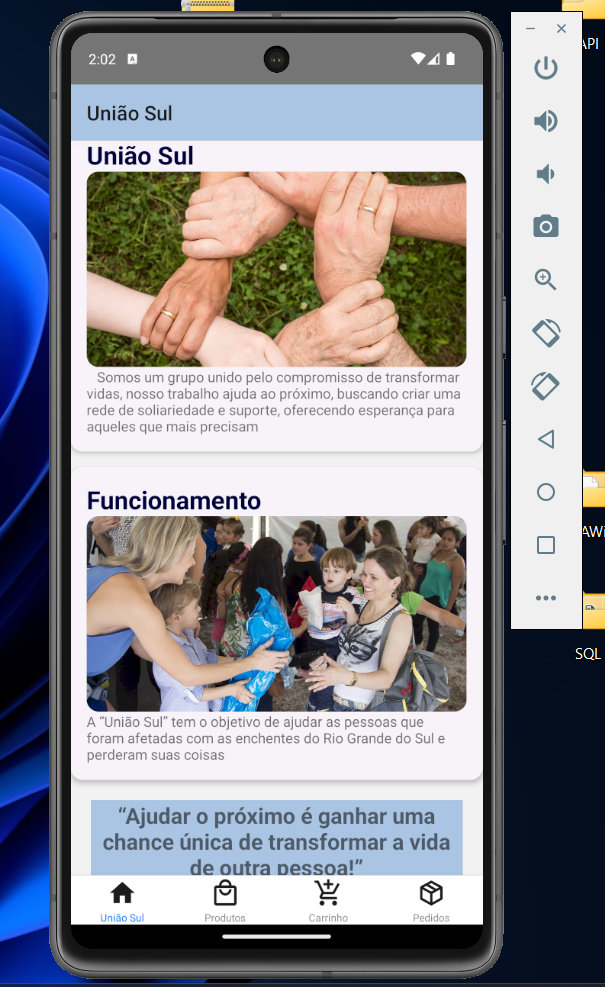 2:02 A
API
União Sul
União Sul
Somos um grupo unido pelo compromisso de transformar
vidas, nosso trabalho ajuda ao próximo, buscando criar uma
rede de soliariedade e suporte, oferecendo esperança para
aqueles que mais precisam
Funcionamento
AWi
SQL
A “União Sul” tem o objetivo de ajudar as pessoas que
foram afetadas com as enchentes do Rio Grande do Sul e
perderam suas coisas
“Ajudar o próximo é ganhar uma
chance única de transformar a vida
de outra pessoa!”
União Sul Produtos Carrinho Pedidos